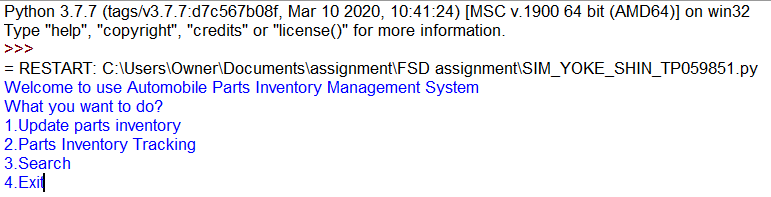 Python 3.7.7 (tags/v3.7.7:d7c567b08f, Mar 10 2020, 10:41:24) [MSC v.1900 64 bit (AMD64)] on win32
Type "help", "copyright", "credits" or "license()" for more information.
>>>
= RESTART: C:\Users\Owner\Documents\assignment\FSD assignment\SIM_YOKE_SHIN_TP059851.py
Welcome to use Automobile Parts Inventory Management System
What you want to do?
1.Update parts inventory
2.Parts Inventory Tracking
3.Search
4.Exit